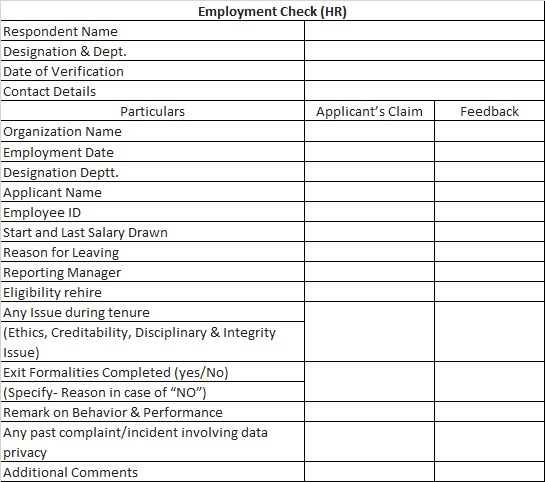 Employment Check (HR)
Respondent Name
Designation & Dept.
Date of Verification
Contact Details
Particulars Applicant's Claim Feedback
Organization Name
Employment Date
Designation Deptt.
Applicant Name
Employee ID
Start and Last Salary Drawn
Reason for Leaving
Reporting Manager
Eligibility rehire
Any Issue during tenure
(Ethics, Creditability, Disciplinary & Integrity
Issue)
Exit Formalities Completed (yes/No)
(Specify- Reason in case of “NO”)
Remark on Behavior & Performance
Any past complaint/incident involving data
privacy
Additional Comments